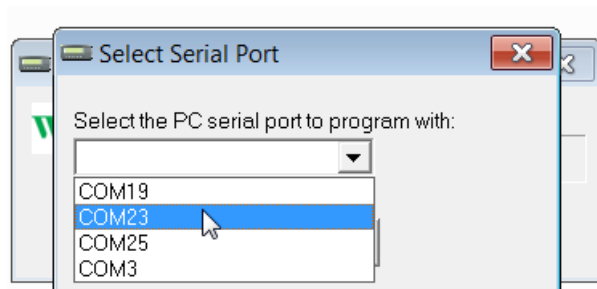 Select Serial Port
Select the PC serial port to program with:
COM19
COM23
COM25
COM3